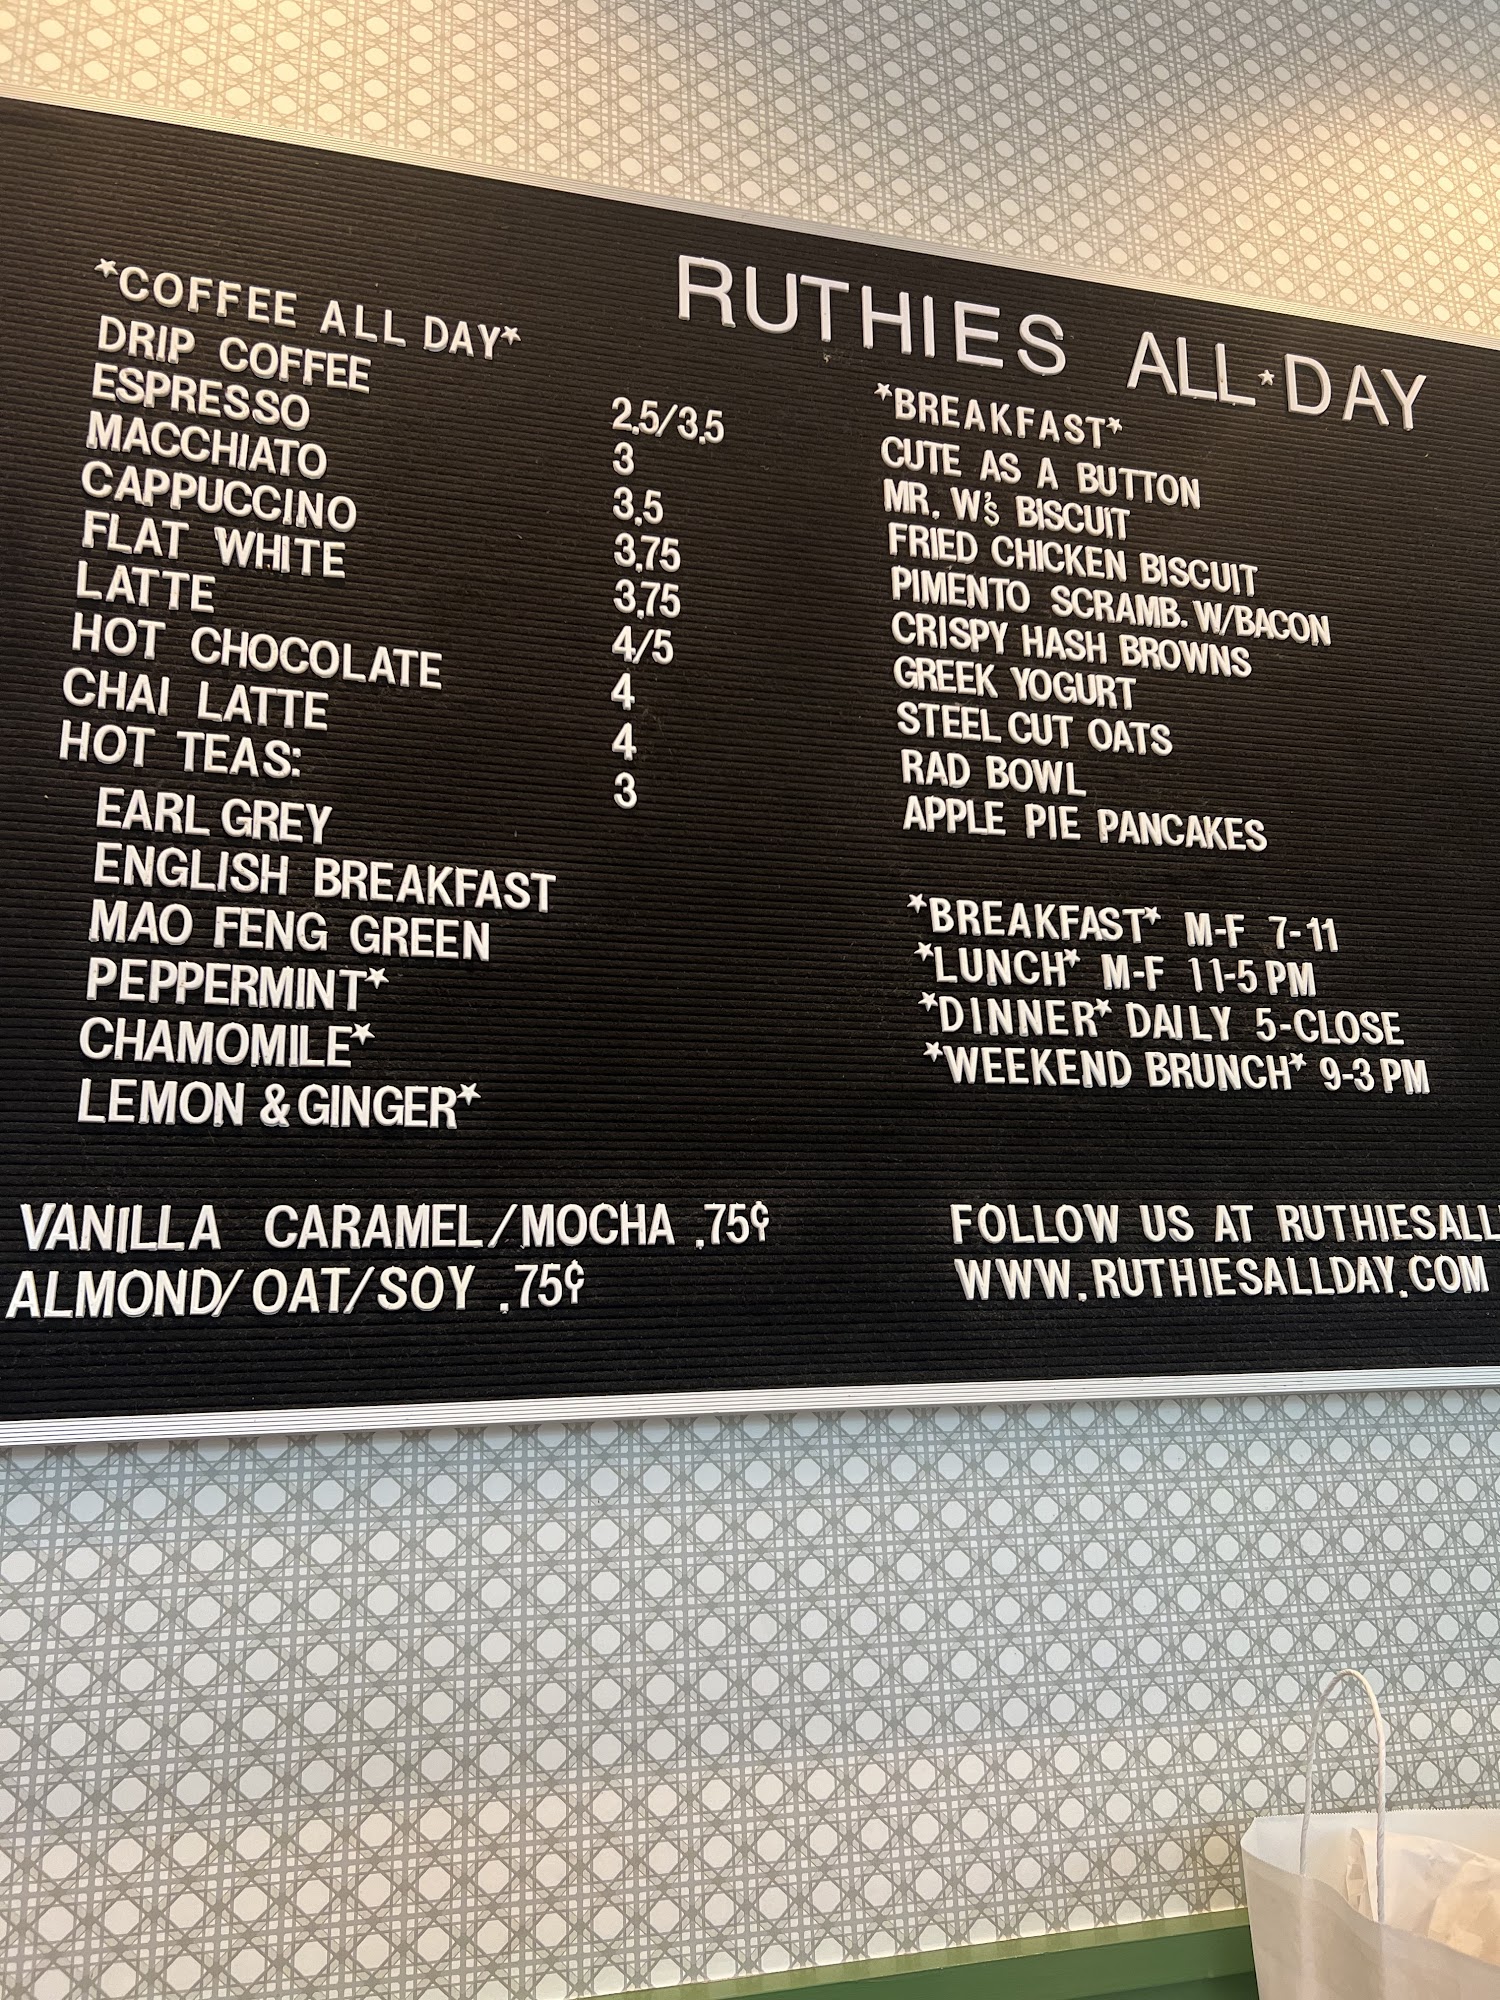 RUTHIES ALL*DAY
*COFFEE ALL DAY*
DRIP COFFEE 2.5/3.5
ESPRESSO 3
MACCHIATO 3.5
CAPPUCCINO 3.75
FLAT WHITE 3.75
LATTE 4/5
HOT CHOCOLATE 4
CHAI LATTE 4
HOT TEAS: 3
EARL GREY
ENGLISH BREAKFAST
MAO FENG GREEN
PEPPERMINT*
CHAMOMILE*
LEMON & GINGER*
VANILLA CARAMEL/MOCHA .75¢
ALMOND/OAT/SOY .75¢
*BREAKFAST*
CUTE AS A BUTTON
MR. W's BISCUIT
FRIED CHICKEN BISCUIT
PIMENTO SCRAMB. W/BACON
CRISPY HASH BROWNS
GREEK YOGURT
STEEL CUT OATS
RAD BOWL
APPLE PIE PANCAKES
*BREAKFAST* M-F 7-11
*LUNCH* M-F 11-5 PM
*DINNER* DAILY 5-CLOSE
*WEEKEND BRUNCH* 9-3 PM
FOLLOW US AT RUTHIESALL
WWW.RUTHIESALLDAY.COM